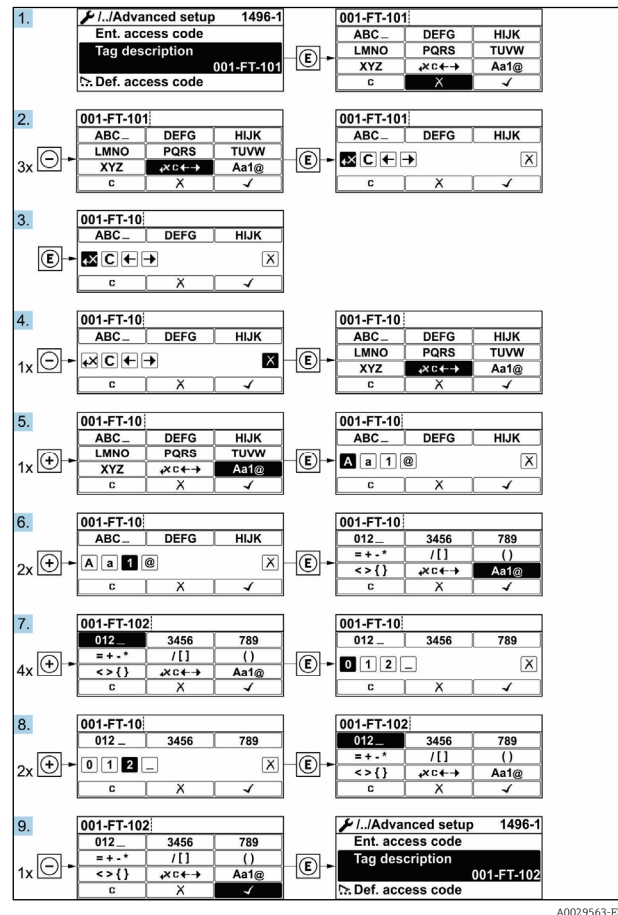 1.
/../Advanced setup 1496-1
Ent. access code
Tag description
001-FT-101
Def. access code
E
001-FT-101
ABC_ DEFG HIJK
LMNO PQRS TUVW
XYZ ↶X C ← → Aa1@
C X ✓
2.
3x −
001-FT-101
ABC_ DEFG HIJK
LMNO PQRS TUVW
XYZ ↶X C ← → Aa1@
C X ✓
E
001-FT-101
ABC_ DEFG HIJK
↶X C ← → X
C X ✓
3.
E
001-FT-10
ABC_ DEFG HIJK
↶X C ← → X
C X ✓
4.
1x −
001-FT-10
ABC_ DEFG HIJK
↶X C ← → X
C X ✓
E
001-FT-10
ABC_ DEFG HIJK
LMNO PQRS TUVW
XYZ ↶X C ← → Aa1@
C X ✓
5.
1x +
001-FT-10
ABC_ DEFG HIJK
LMNO PQRS TUVW
XYZ ↶X C ← → Aa1@
C X ✓
E
001-FT-10
ABC_ DEFG HIJK
A a 1 @ X
C X ✓
6.
2x +
001-FT-10
ABC_ DEFG HIJK
A a 1 @ X
C X ✓
E
001-FT-10
012_ 3456 789
= + - * / [ ] ( )
< > { } ↶X C ← → Aa1@
C X ✓
7.
4x +
001-FT-102
012_ 3456 789
= + - * / [ ] ( )
< > { } ↶X C ← → Aa1@
C X ✓
E
001-FT-10
012_ 3456 789
0 1 2 _ X
C X ✓
8.
2x +
001-FT-10
012_ 3456 789
0 1 2 _ X
C X ✓
E
001-FT-102
012_ 3456 789
= + - * / [ ] ( )
< > { } ↶X C ← → Aa1@
C X ✓
9.
1x −
001-FT-102
012_ 3456 789
= + - * / [ ] ( )
< > { } ↶X C ← → Aa1@
C X ✓
E
/../Advanced setup 1496-1
Ent. access code
Tag description
001-FT-102
Def. access code